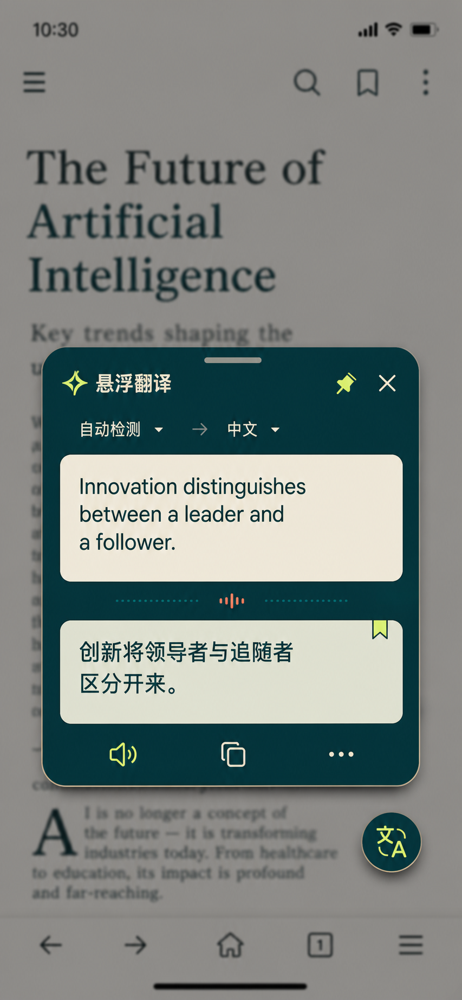 10:30
The Future of
Artificial
Intelligence
Key trends shaping the
悬浮翻译
自动检测
中文
Innovation distinguishes
between a leader and
a follower.
创新将领导者与追随者
区分开来。
AI is no longer a concept of
the future — it is transforming
industries today. From healthcare
to education, its impact is profound
and far-reaching.
文A
1